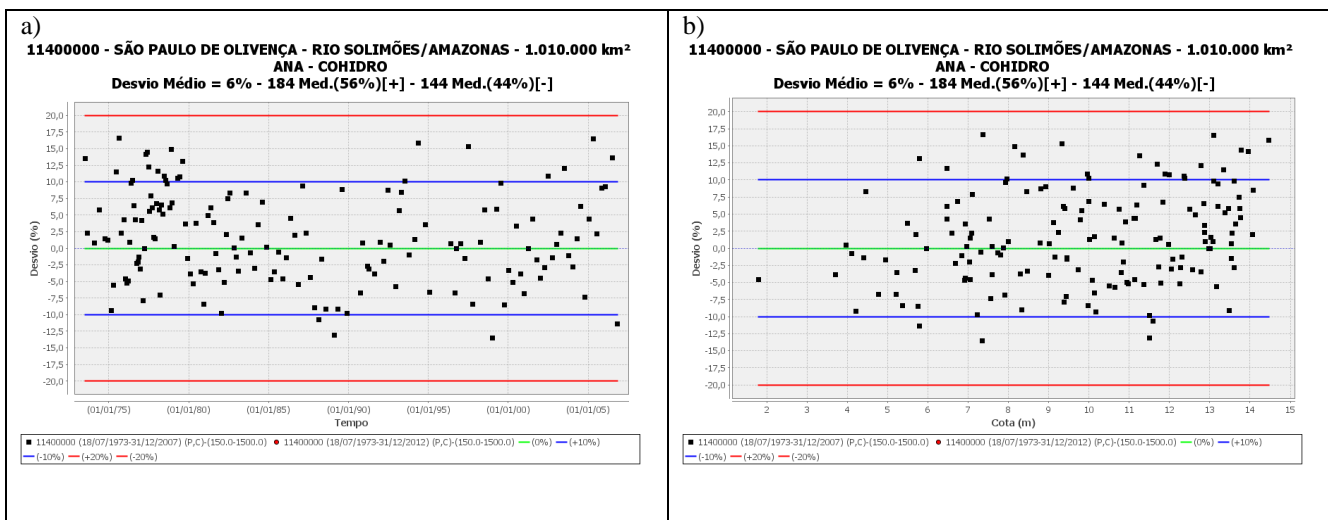 a)
11400000 - SÃO PAULO DE OLIVENÇA - RIO SOLIMÕES/AMAZONAS - 1.010.000 km²
ANA - COHIDRO
Desvio Médio = 6% - 184 Med.(56%)[+] - 144 Med.(44%)[-]
Desvio (%)
20,0
17,5
15,0
12,5
10,0
7,5
5,0
2,5
0,0
-2,5
-5,0
-7,5
-10,0
-12,5
-15,0
-17,5
-20,0
(01/01/75) (01/01/80) (01/01/85) (01/01/90) (01/01/95) (01/01/00) (01/01/05)
Tempo
11400000 (18/07/1973-31/12/2007) (P,C)-(150.0-1500.0) 11400000 (18/07/1973-31/12/2012) (P,C)-(150.0-1500.0) (0%) (+10%)
(-10%) (+20%) (-20%)
b)
11400000 - SÃO PAULO DE OLIVENÇA - RIO SOLIMÕES/AMAZONAS - 1.010.000 km²
ANA - COHIDRO
Desvio Médio = 6% - 184 Med.(56%)[+] - 144 Med.(44%)[-]
Desvio (%)
20,0
17,5
15,0
12,5
10,0
7,5
5,0
2,5
0,0
-2,5
-5,0
-7,5
-10,0
-12,5
-15,0
-17,5
-20,0
2 3 4 5 6 7 8 9 10 11 12 13 14 15
Cota (m)
11400000 (18/07/1973-31/12/2007) (P,C)-(150.0-1500.0) 11400000 (18/07/1973-31/12/2012) (P,C)-(150.0-1500.0) (0%) (+10%)
(-10%) (+20%) (-20%)